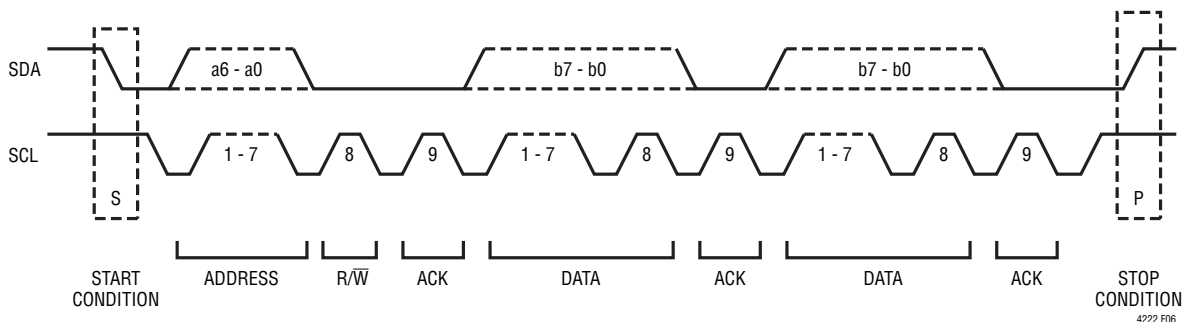 SDA
a6 - a0
b7 - b0
b7 - b0
SCL
1 - 7
8
9
1 - 7
8
9
1 - 7
8
9
S
P
START
CONDITION
ADDRESS
R/W̅
ACK
DATA
ACK
DATA
ACK
STOP
CONDITION
4222 F06